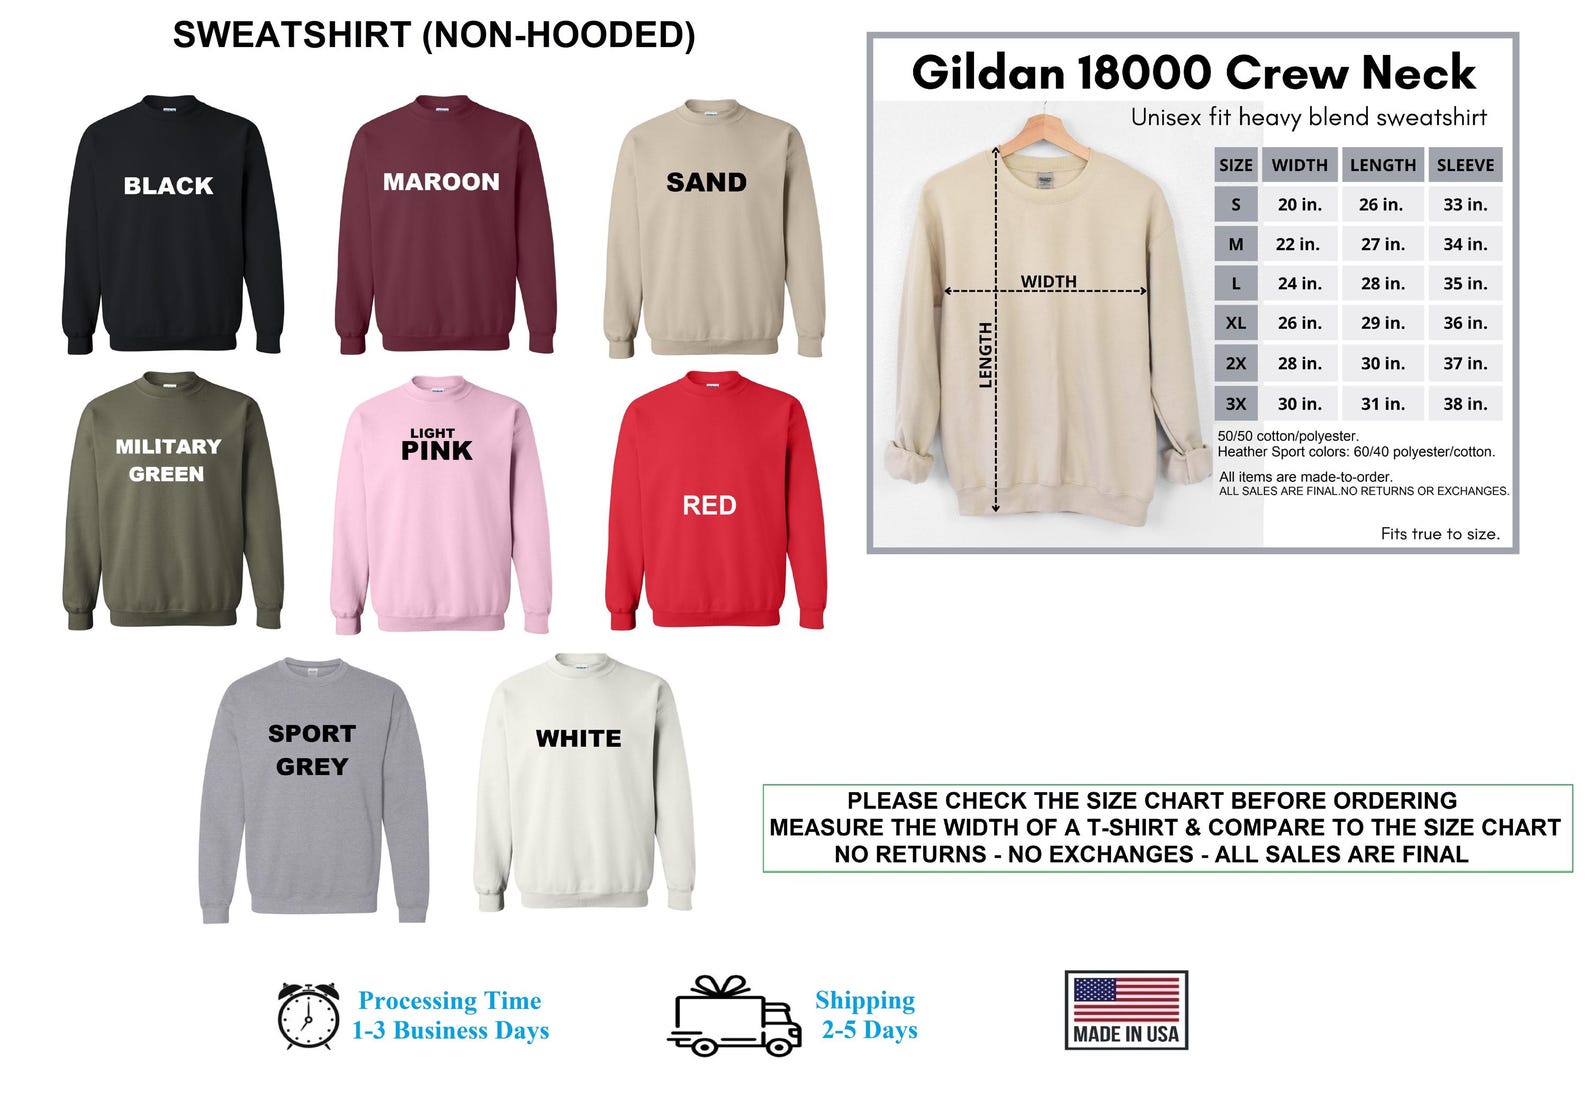 SWEATSHIRT (NON-HOODED)
BLACK
MAROON
SAND
MILITARY
GREEN
LIGHT
PINK
RED
SPORT
GREY
WHITE
Gildan 18000 Crew Neck
Unisex fit heavy blend sweatshirt
WIDTH
LENGTH
SIZE WIDTH LENGTH SLEEVE
S 20 in. 26 in. 33 in.
M 22 in. 27 in. 34 in.
L 24 in. 28 in. 35 in.
XL 26 in. 29 in. 36 in.
2X 28 in. 30 in. 37 in.
3X 30 in. 31 in. 38 in.
50/50 cotton/polyester.
Heather Sport colors: 60/40 polyester/cotton.
All items are made-to-order.
ALL SALES ARE FINAL.NO RETURNS OR EXCHANGES.
Fits true to size.
PLEASE CHECK THE SIZE CHART BEFORE ORDERING
MEASURE THE WIDTH OF A T-SHIRT & COMPARE TO THE SIZE CHART
NO RETURNS - NO EXCHANGES - ALL SALES ARE FINAL
Processing Time
1-3 Business Days
Shipping
2-5 Days
MADE IN USA